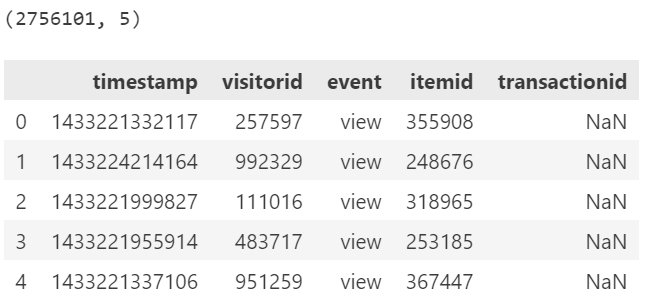 (2756101, 5)
timestamp visitorid event itemid transactionid
0 1433221332117 257597 view 355908 NaN
1 1433224214164 992329 view 248676 NaN
2 1433221999827 111016 view 318965 NaN
3 1433221955914 483717 view 253185 NaN
4 1433221337106 951259 view 367447 NaN